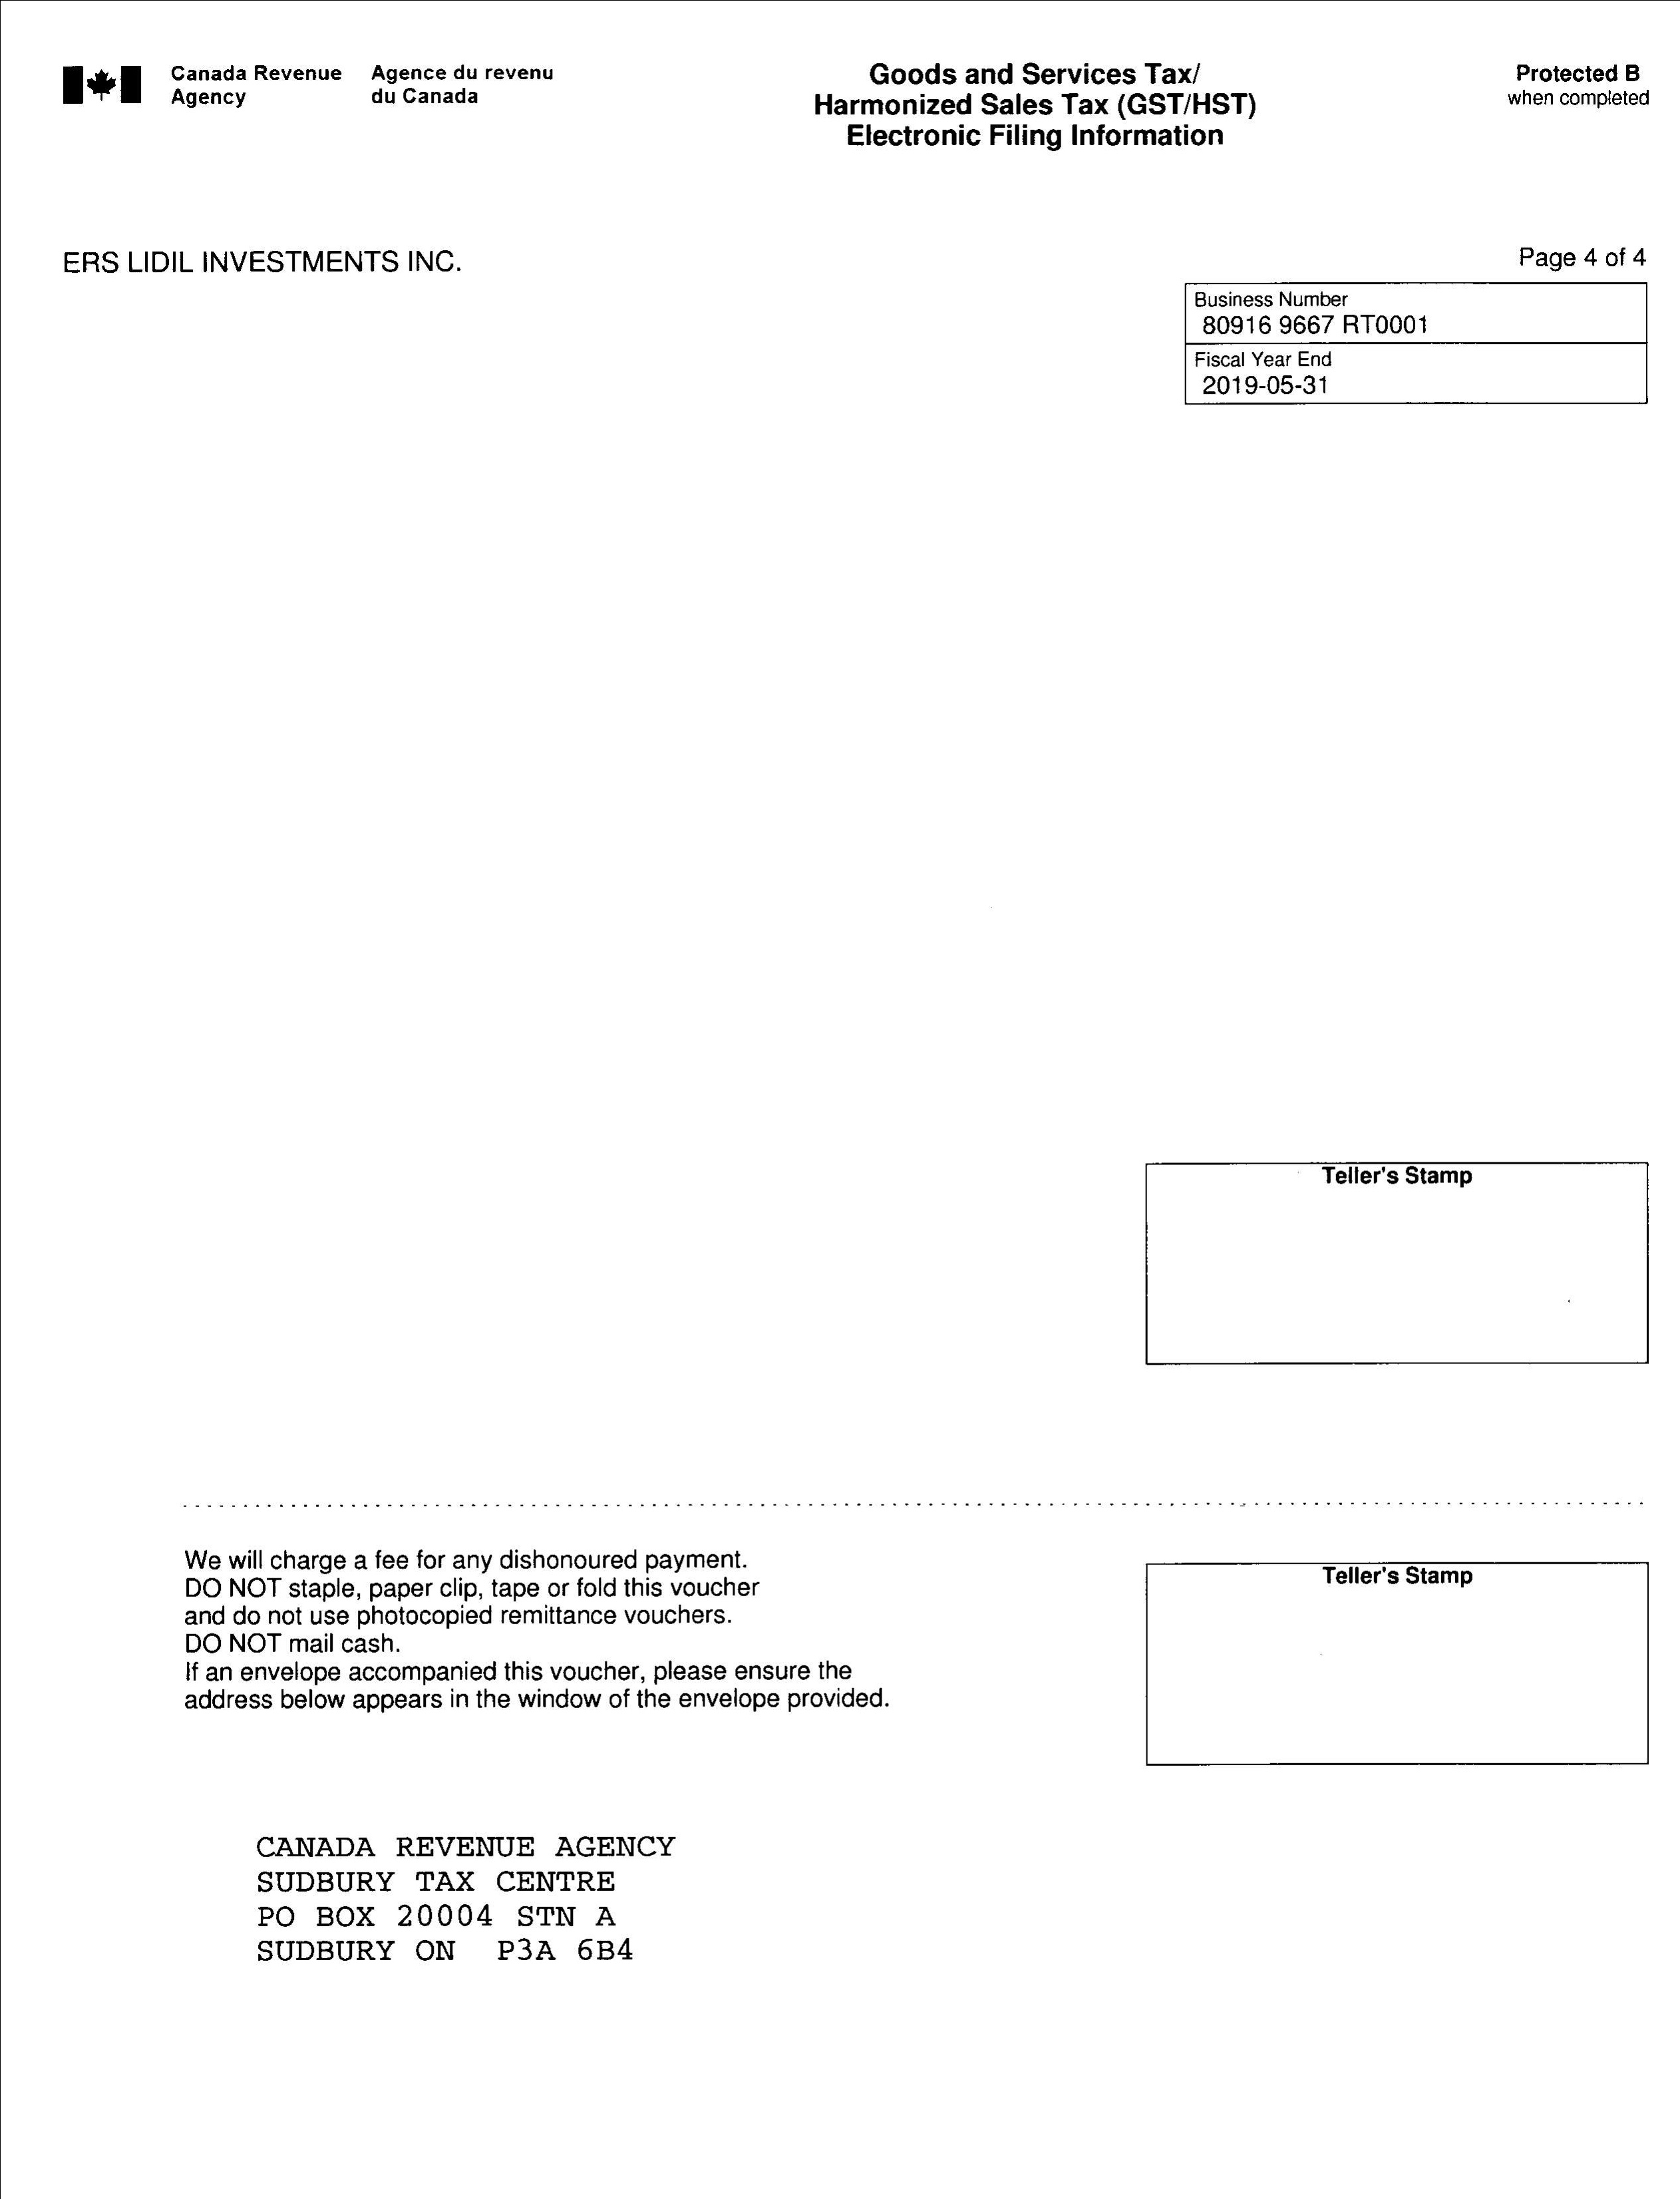 Canada Revenue Agency
Agence du revenu du Canada
Goods and Services Tax/
Harmonized Sales Tax (GST/HST)
Electronic Filing Information
Protected B
when completed
ERS LIDIL INVESTMENTS INC.
Page 4 of 4
Business Number
80916 9667 RT0001
Fiscal Year End
2019-05-31
Teller's Stamp
We will charge a fee for any dishonoured payment.
DO NOT staple, paper clip, tape or fold this voucher
and do not use photocopied remittance vouchers.
DO NOT mail cash.
If an envelope accompanied this voucher, please ensure the
address below appears in the window of the envelope provided.
Teller's Stamp
CANADA REVENUE AGENCY
SUDBURY TAX CENTRE
PO BOX 20004 STN A
SUDBURY ON P3A 6B4